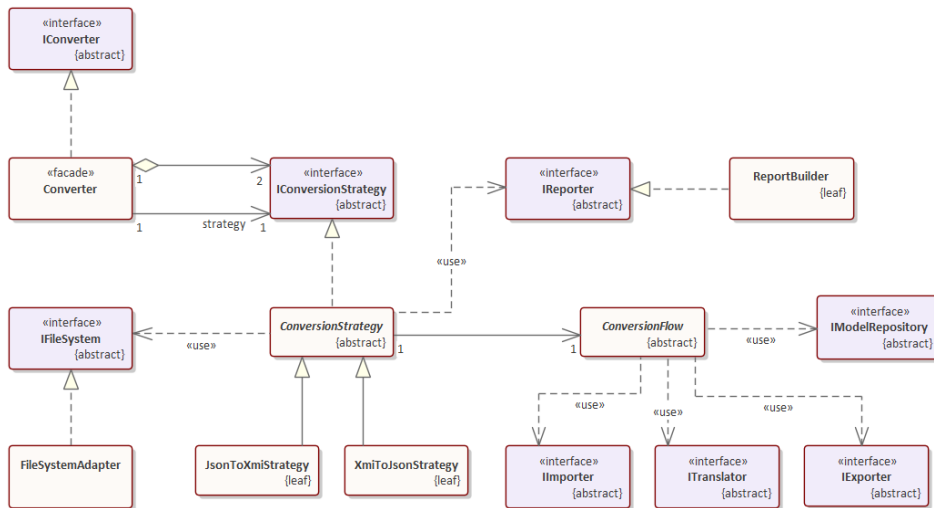 «interface»
IConverter
{abstract}
«facade»
Converter
1
2
1
strategy
1
«interface»
IConversionStrategy
{abstract}
«interface»
IReporter
{abstract}
ReportBuilder
{leaf}
«use»
«interface»
IFileSystem
{abstract}
«use»
ConversionStrategy
{abstract}
1
1
ConversionFlow
{abstract}
«use»
«interface»
IModelRepository
{abstract}
«use»
«use»
«use»
FileSystemAdapter
JsonToXmiStrategy
{leaf}
XmiToJsonStrategy
{leaf}
«interface»
IImporter
{abstract}
«interface»
ITranslator
{abstract}
«interface»
IExporter
{abstract}